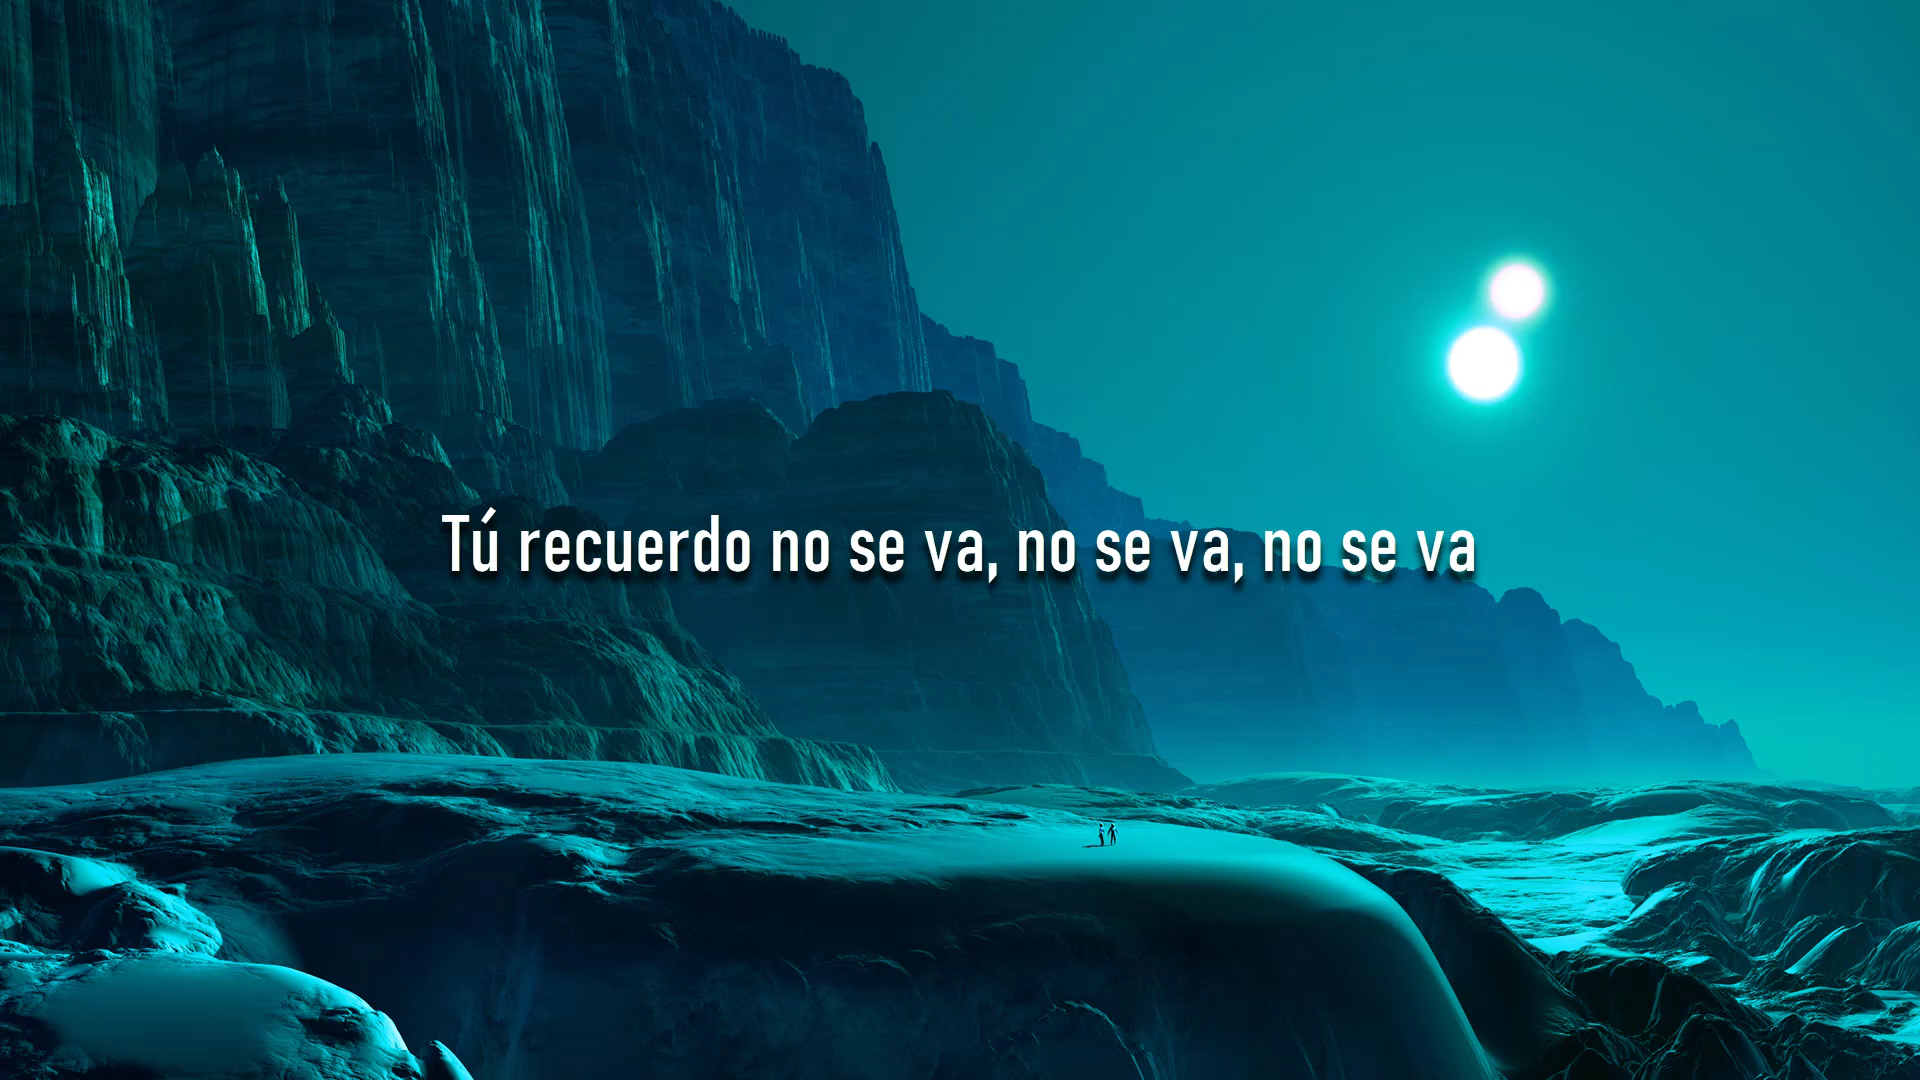 Tú recuerdo no se va, no se va, no se va